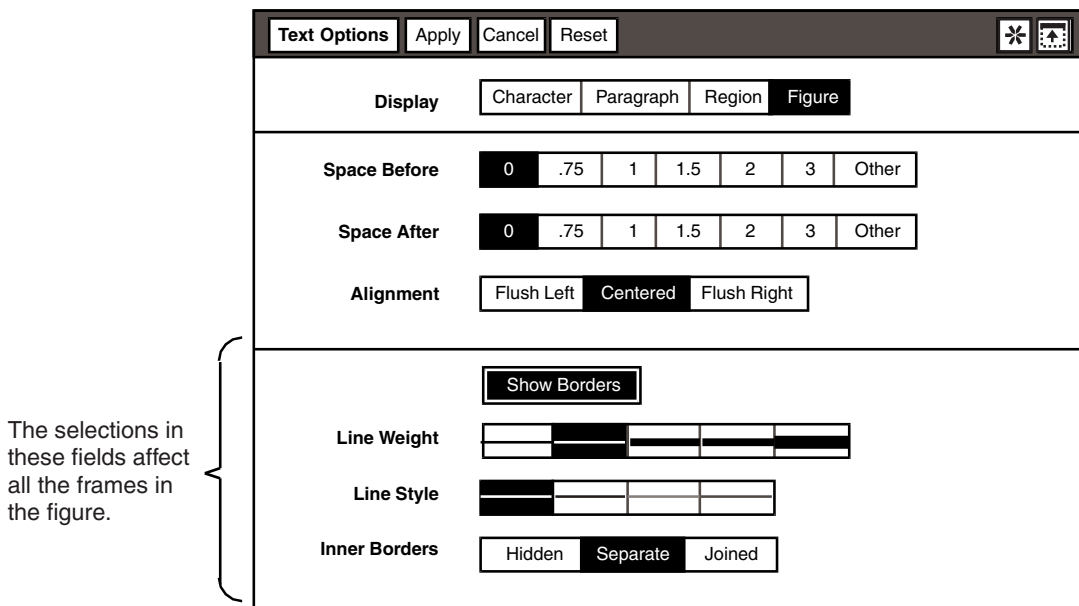 Text Options Apply Cancel Reset
Display Character Paragraph Region Figure
Space Before 0 .75 1 1.5 2 3 Other
Space After 0 .75 1 1.5 2 3 Other
Alignment Flush Left Centered Flush Right
Show Borders
Line Weight
Line Style
Inner Borders Hidden Separate Joined
The selections in
these fields affect
all the frames in
the figure.